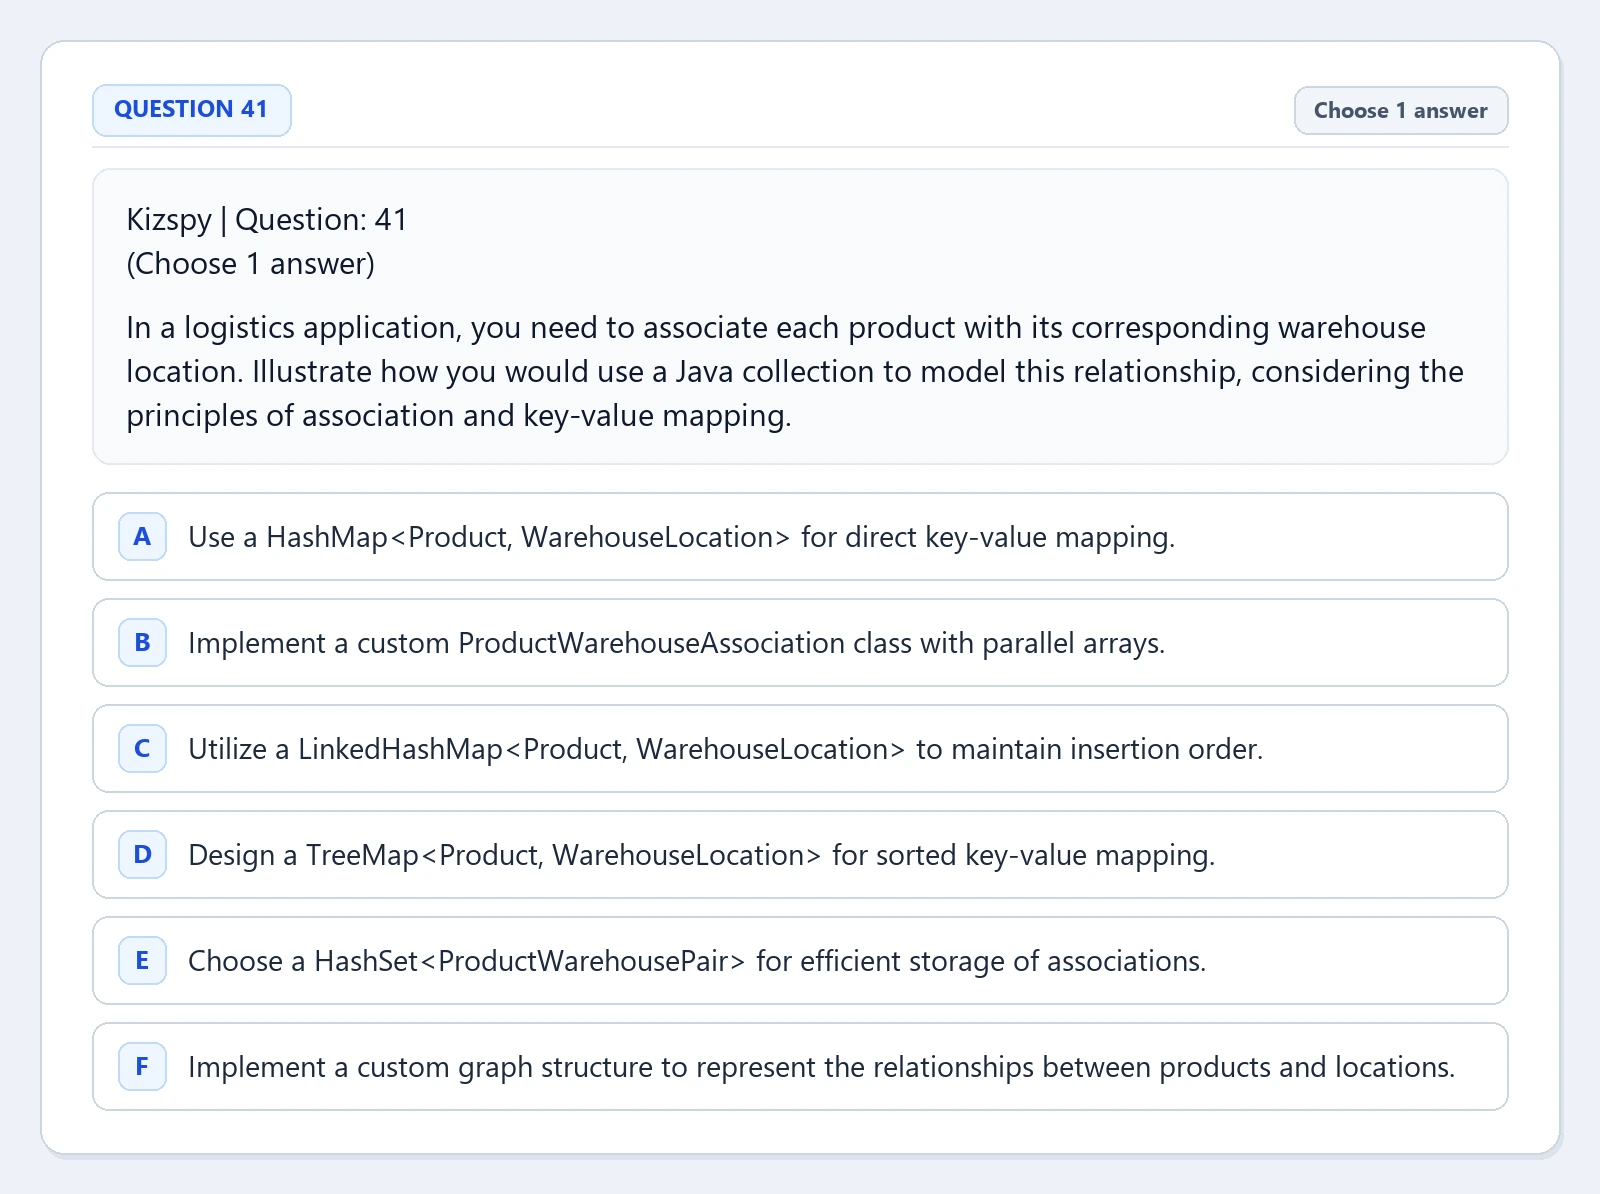 QUESTION 41
Choose 1 answer
Kizspy | Question: 41
(Choose 1 answer)
In a logistics application, you need to associate each product with its corresponding warehouse
location. Illustrate how you would use a Java collection to model this relationship, considering the
principles of association and key-value mapping.
A Use a HashMap<Product, WarehouseLocation> for direct key-value mapping.
B Implement a custom ProductWarehouseAssociation class with parallel arrays.
C Utilize a LinkedHashMap<Product, WarehouseLocation> to maintain insertion order.
D Design a TreeMap<Product, WarehouseLocation> for sorted key-value mapping.
E Choose a HashSet<ProductWarehousePair> for efficient storage of associations.
F Implement a custom graph structure to represent the relationships between products and locations.